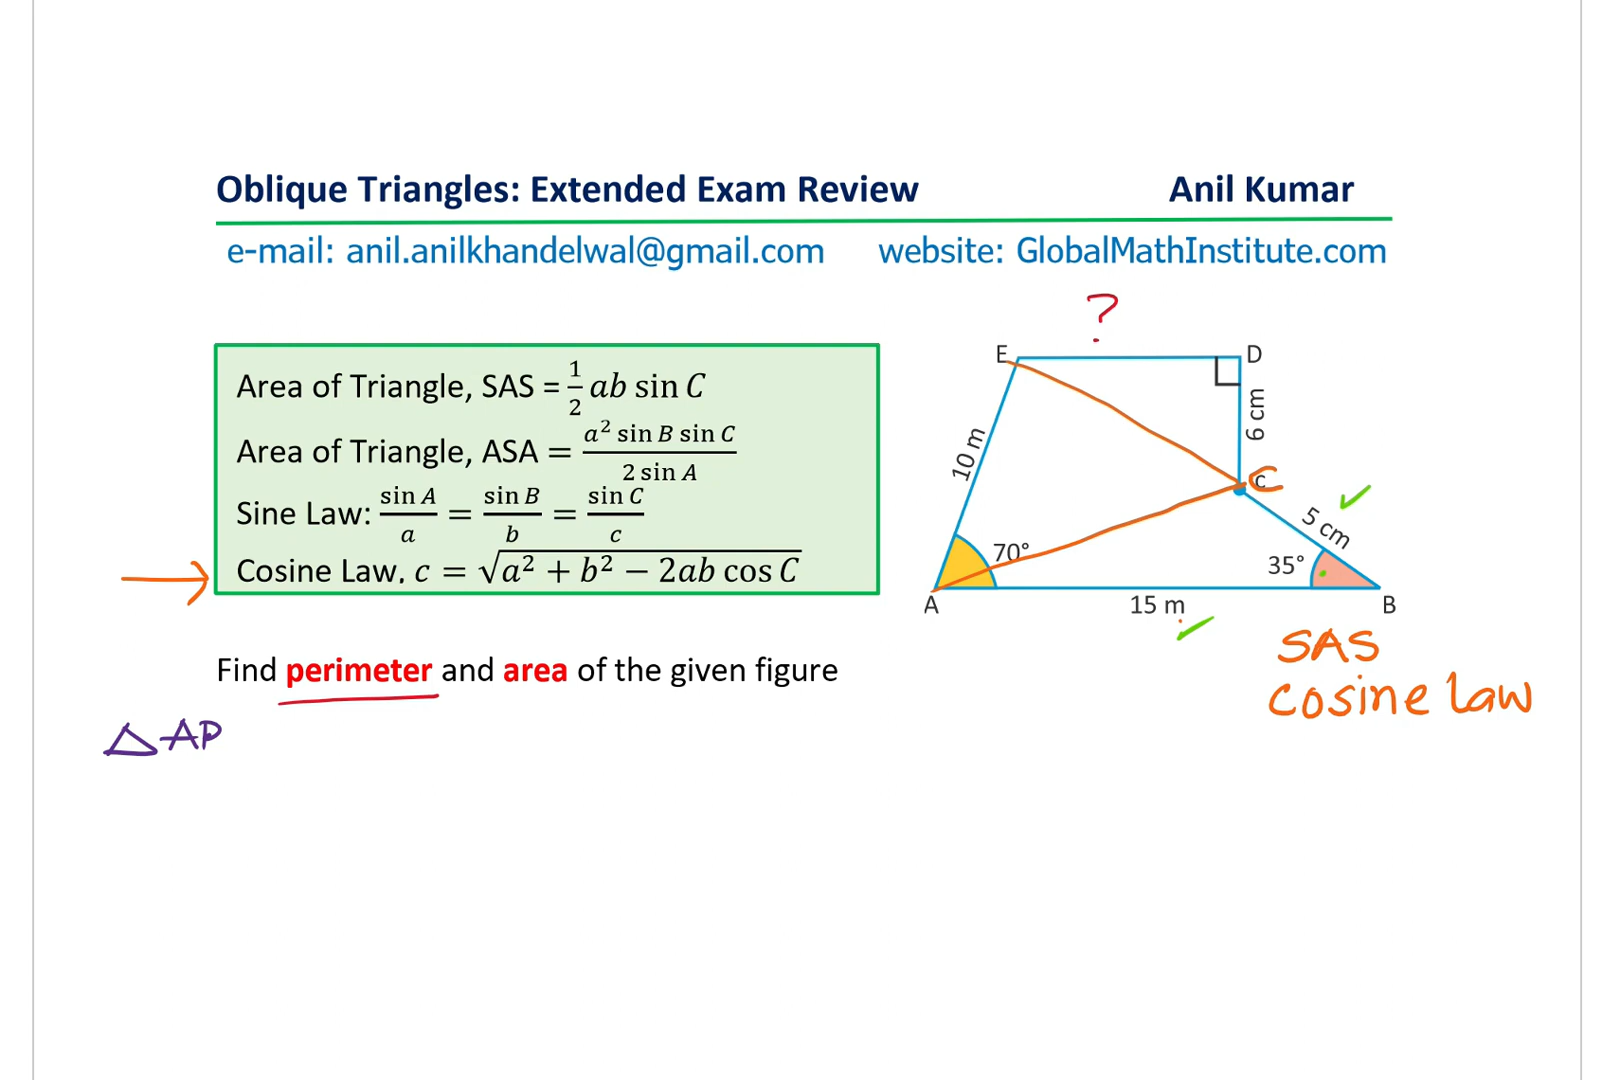 Oblique Triangles: Extended Exam Review Anil Kumar
e-mail: anil.anilkhandelwal@gmail.com website: GlobalMathInstitute.com
Area of Triangle, SAS = 1/2 ab sin C
Area of Triangle, ASA = a² sin B sin C / 2 sin A
Sine Law: sin A / a = sin B / b = sin C / c
Cosine Law, c = √a² + b² − 2ab cos C
?
E
D
10 m
6 cm
C
c
5 cm
70°
35°
A
15 m
B
SAS
Cosine law
Find perimeter and area of the given figure
△AP